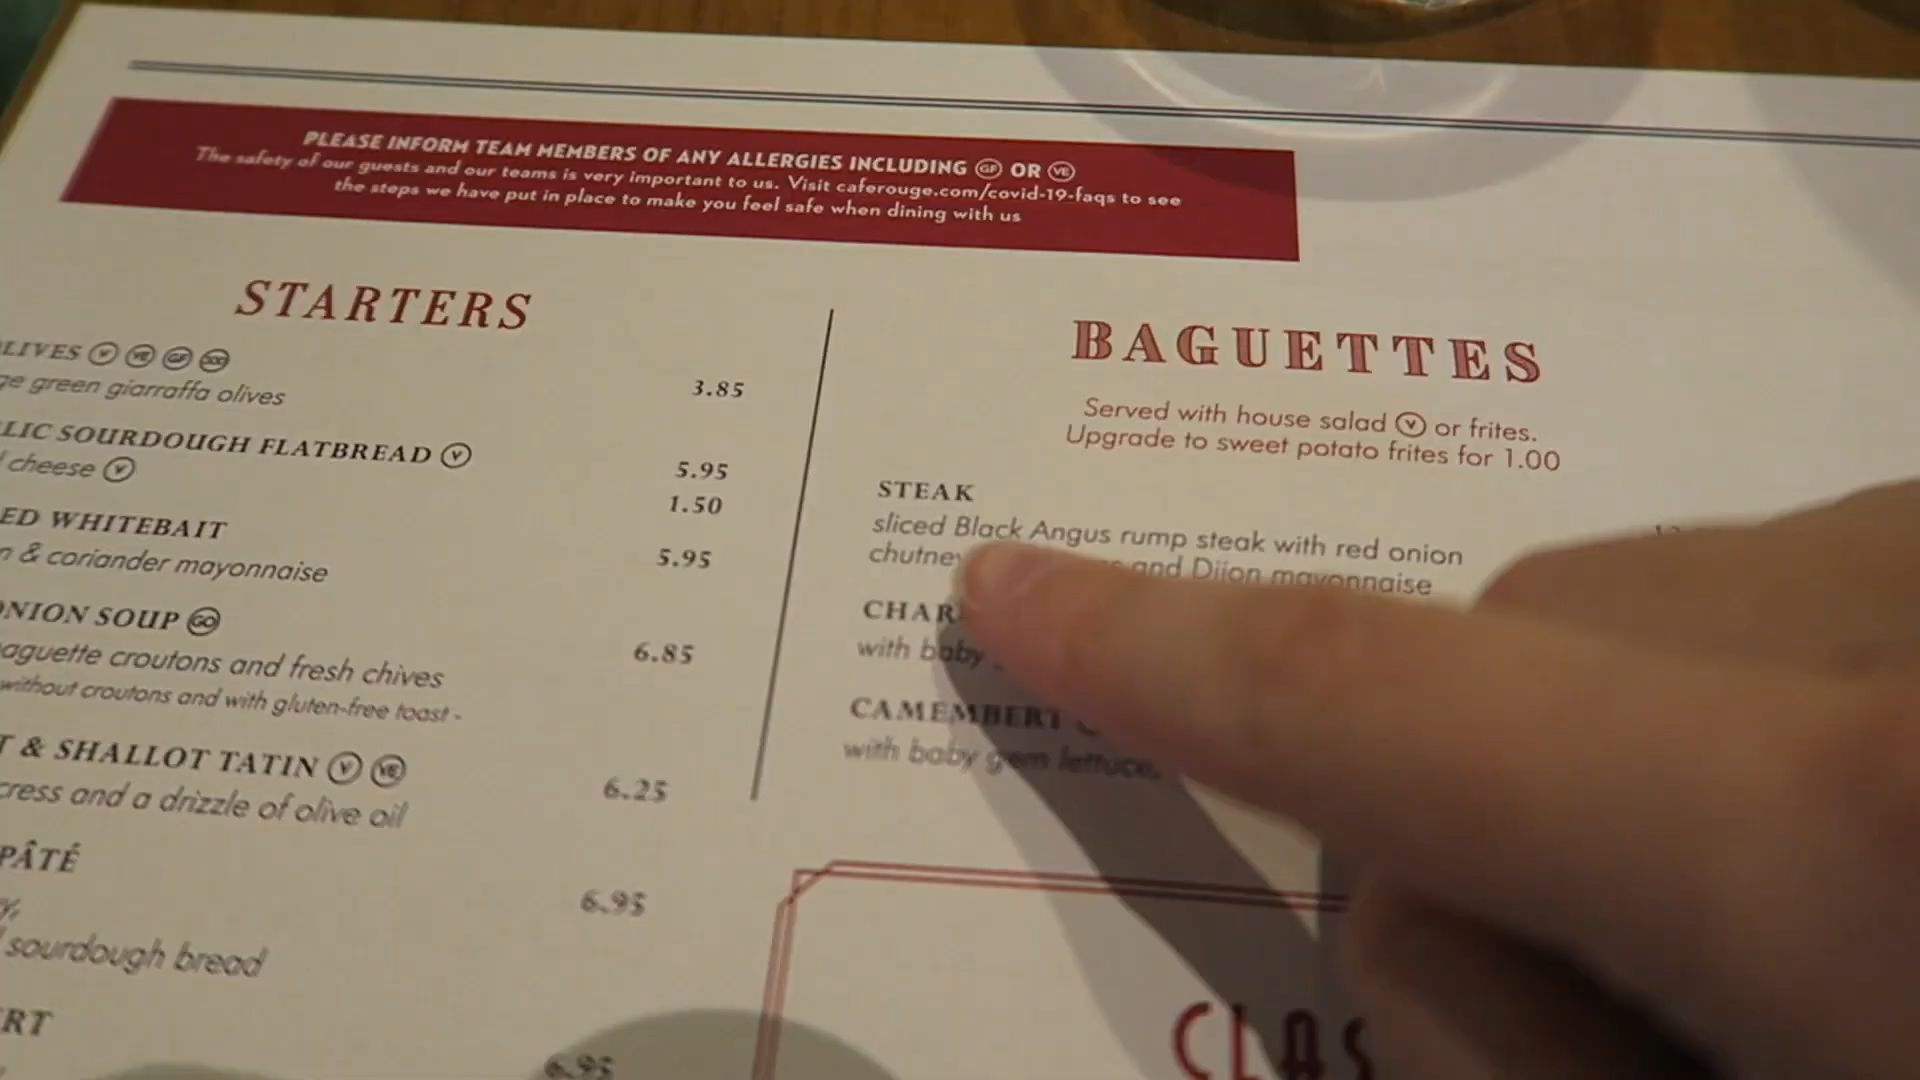 PLEASE INFORM TEAM MEMBERS OF ANY ALLERGIES INCLUDING GF OR VE
The safety of our guests and our teams is very important to us. Visit caferouge.com/covid-19-faqs to see
the steps we have put in place to make you feel safe when dining with us
STARTERS
LIVES V VE GF 300
green giarraffa olives 3.85
LIC SOURDOUGH FLATBREAD V 5.95
cheese V 1.50
ED WHITEBAIT
& coriander mayonnaise 5.95
NION SOUP GO
aguette croutons and fresh chives 6.85
without croutons and with gluten-free toast -
T & SHALLOT TATIN V VE
cress and a drizzle of olive oil 6.25
PÂTÉ
6.95
sourdough bread
ERT
6.95
BAGUETTES
Served with house salad V or frites.
Upgrade to sweet potato frites for 1.00
STEAK
sliced Black Angus rump steak with red onion
chutney and Dijon mayonnaise
CHAR
with baby
CAMEMBERT
with baby gem lettuce,
CLAS